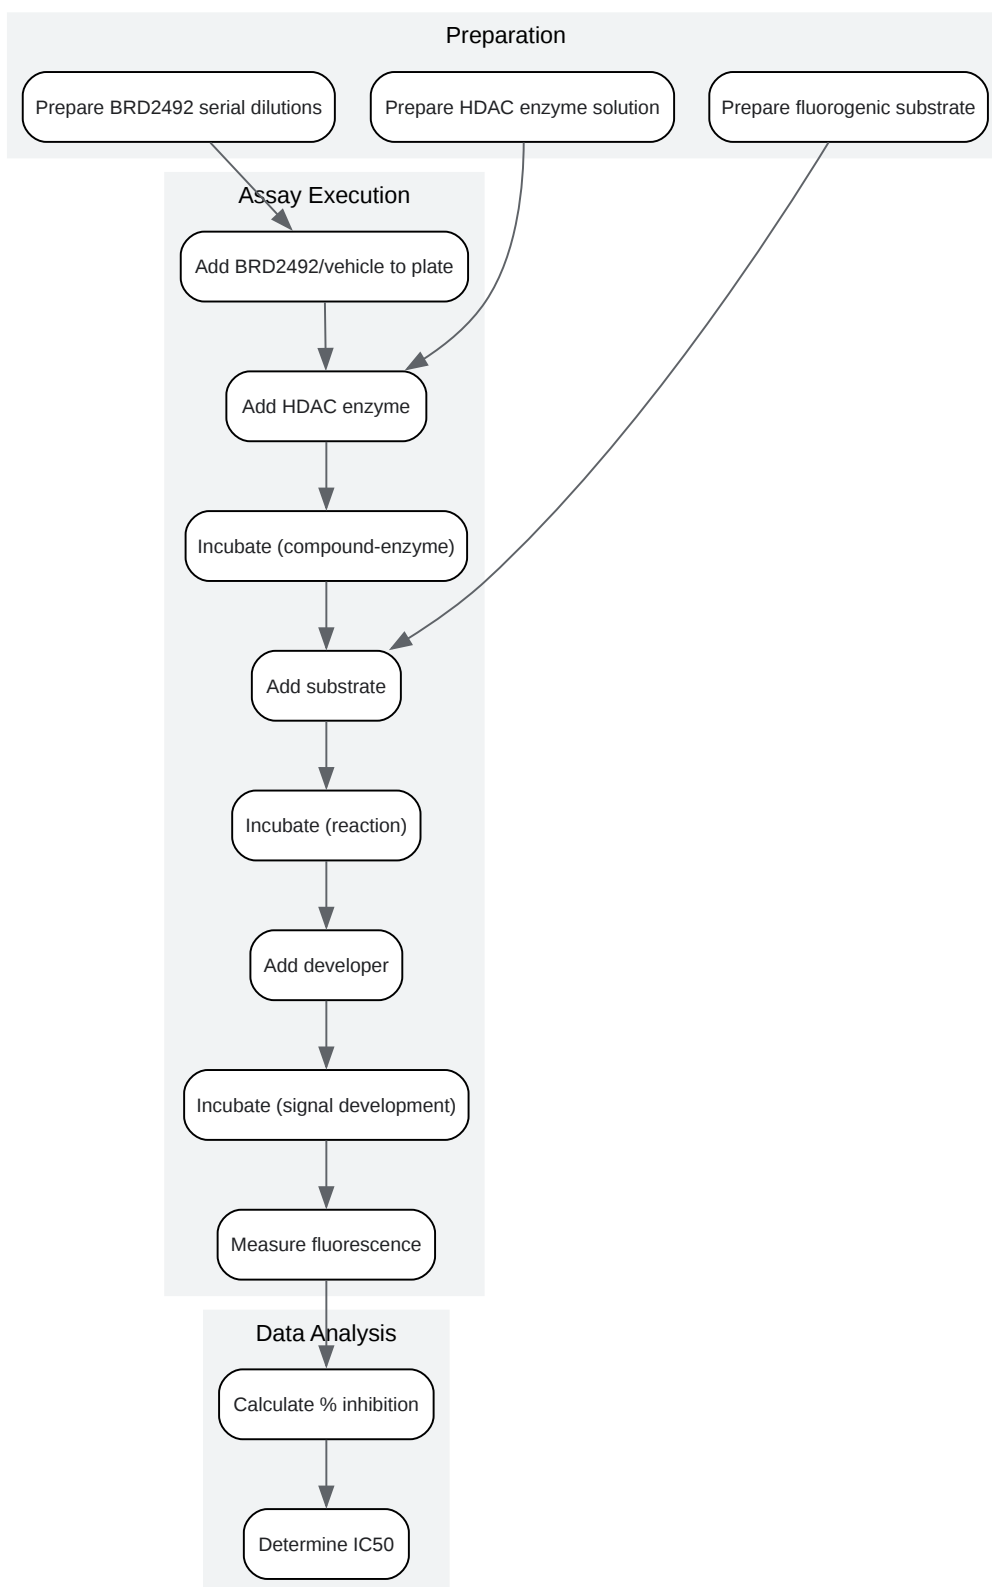 Preparation
Prepare BRD2492 serial dilutions
Prepare HDAC enzyme solution
Prepare fluorogenic substrate
Assay Execution
Add BRD2492/vehicle to plate
Add HDAC enzyme
Incubate (compound-enzyme)
Add substrate
Incubate (reaction)
Add developer
Incubate (signal development)
Measure fluorescence
Data Analysis
Calculate % inhibition
Determine IC50